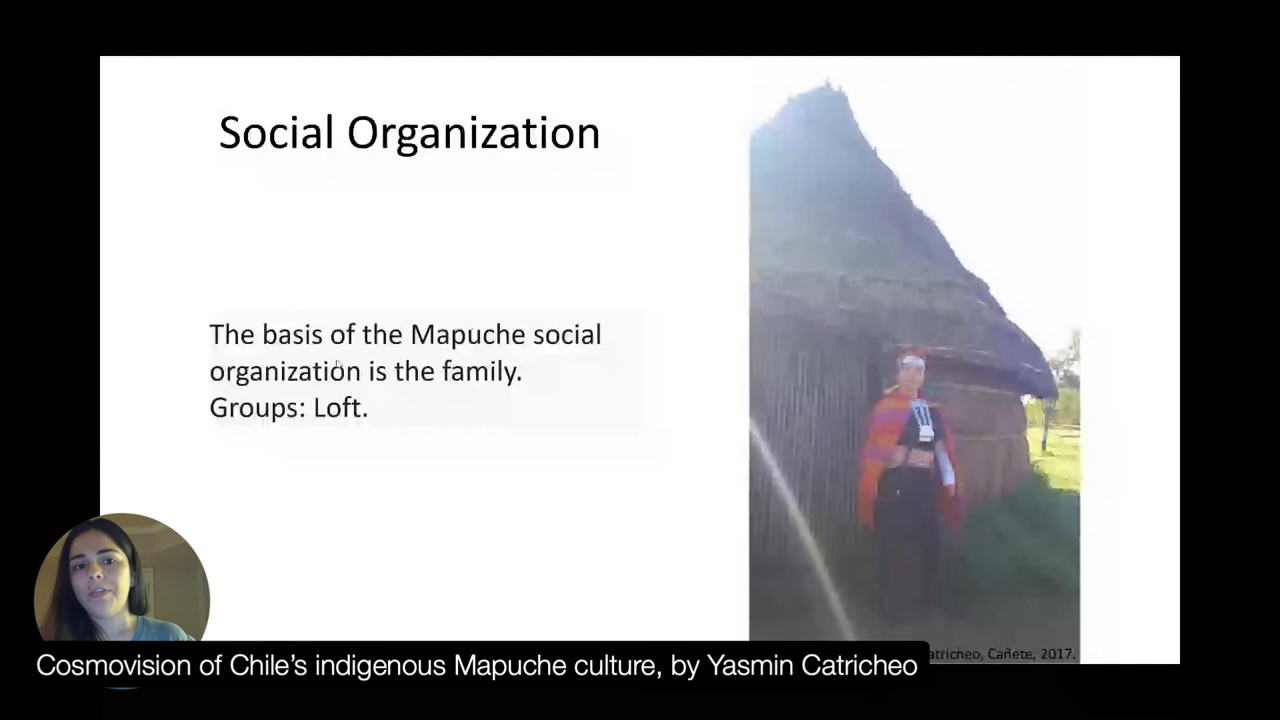 Social Organization
The basis of the Mapuche social
organization is the family.
Groups: Loft.
Cañete, 2017.
Cosmovision of Chile’s indigenous Mapuche culture, by Yasmin Catricheo